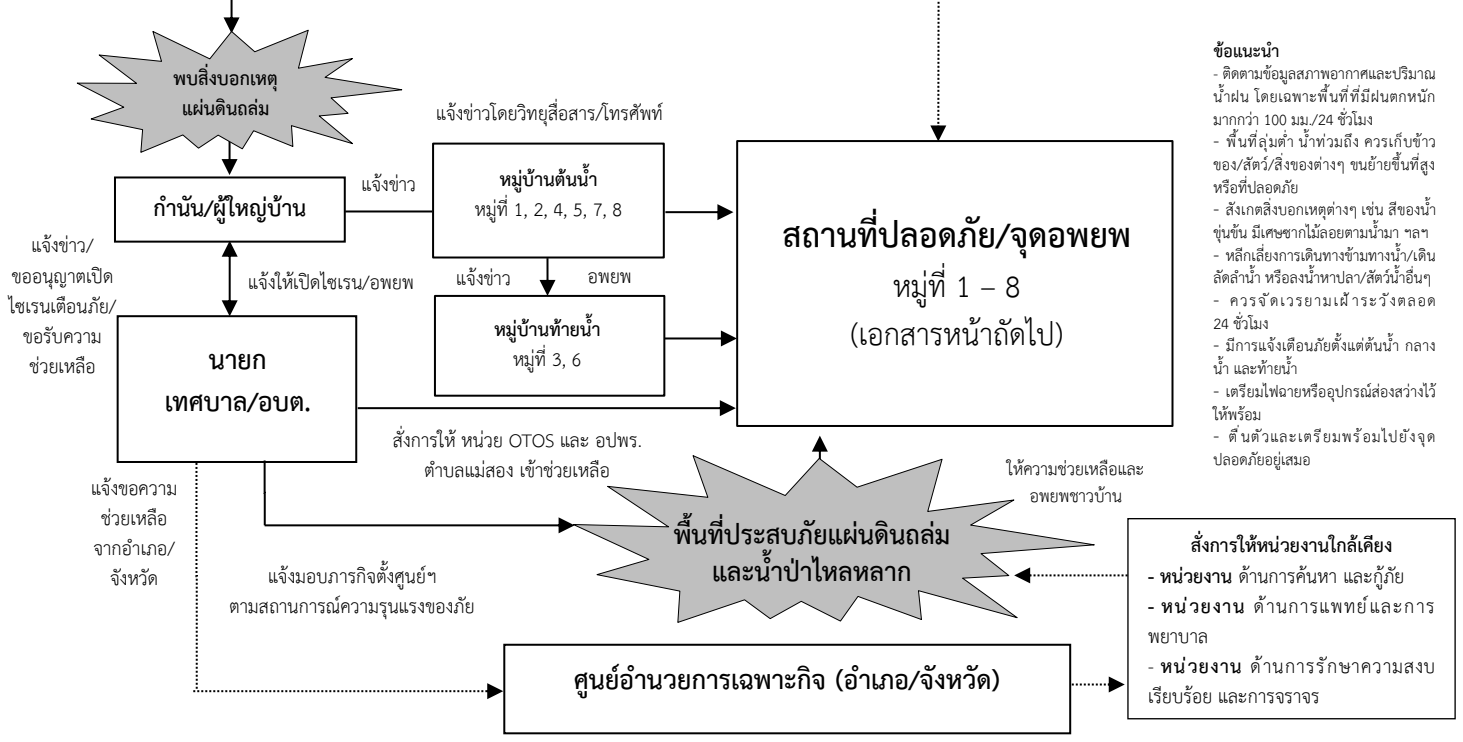 พบสิ่งบอกเหตุ
แผ่นดินถล่ม
แจ้งข่าวโดยวิทยุสื่อสาร/โทรศัพท์
กำนัน/ผู้ใหญ่บ้าน
แจ้งข่าว
หมู่บ้านต้นน้ำ
หมู่ที่ 1, 2, 4, 5, 7, 8
แจ้งข่าว/
ขออนุญาตเปิด
ไซเรนเตือนภัย/
ขอรับความ
ช่วยเหลือ
แจ้งให้เปิดไซเรน/อพยพ
แจ้งข่าว
อพยพ
หมู่บ้านท้ายน้ำ
หมู่ที่ 3, 6
สถานที่ปลอดภัย/จุดอพยพ
หมู่ที่ 1 – 8
(เอกสารหน้าถัดไป)
นายก
เทศบาล/อบต.
สั่งการให้ หน่วย OTOS และ อปพร.
ตำบลแม่สอง เข้าช่วยเหลือ
แจ้งขอความ
ช่วยเหลือ
จากอำเภอ/
จังหวัด
แจ้งมอบภารกิจตั้งศูนย์ฯ
ตามสถานการณ์ความรุนแรงของภัย
พื้นที่ประสบภัยแผ่นดินถล่ม
และน้ำป่าไหลหลาก
ให้ความช่วยเหลือและ
อพยพชาวบ้าน
ศูนย์อำนวยการเฉพาะกิจ (อำเภอ/จังหวัด)
ข้อแนะนำ
- ติดตามข้อมูลสภาพอากาศและปริมาณ
น้ำฝน โดยเฉพาะพื้นที่ที่มีฝนตกหนัก
มากกว่า 100 มม./24 ชั่วโมง
- พื้นที่ลุ่มต่ำ น้ำท่วมถึง ควรเก็บข้าว
ของ/สัตว์/สิ่งของต่างๆ ขนย้ายขึ้นที่สูง
หรือที่ปลอดภัย
- สังเกตสิ่งบอกเหตุต่างๆ เช่น สีของน้ำ
ขุ่นข้น มีเศษซากไม้ลอยตามน้ำมา ฯลฯ
- หลีกเลี่ยงการเดินทางข้ามทางน้ำ/เดิน
ลัดลำน้ำ หรือลงน้ำหาปลา/สัตว์น้ำอื่นๆ
- ควรจัดเวรยามเฝ้าระวังตลอด
24 ชั่วโมง
- มีการแจ้งเตือนภัยตั้งแต่ต้นน้ำ กลาง
น้ำ และท้ายน้ำ
- เตรียมไฟฉายหรืออุปกรณ์ส่องสว่างไว้
ให้พร้อม
- ตื่นตัวและเตรียมพร้อมไปยังจุด
ปลอดภัยอยู่เสมอ
สั่งการให้หน่วยงานใกล้เคียง
- หน่วยงาน ด้านการค้นหา และกู้ภัย
- หน่วยงาน ด้านการแพทย์และการ
พยาบาล
- หน่วยงาน ด้านการรักษาความสงบ
เรียบร้อย และการจราจร